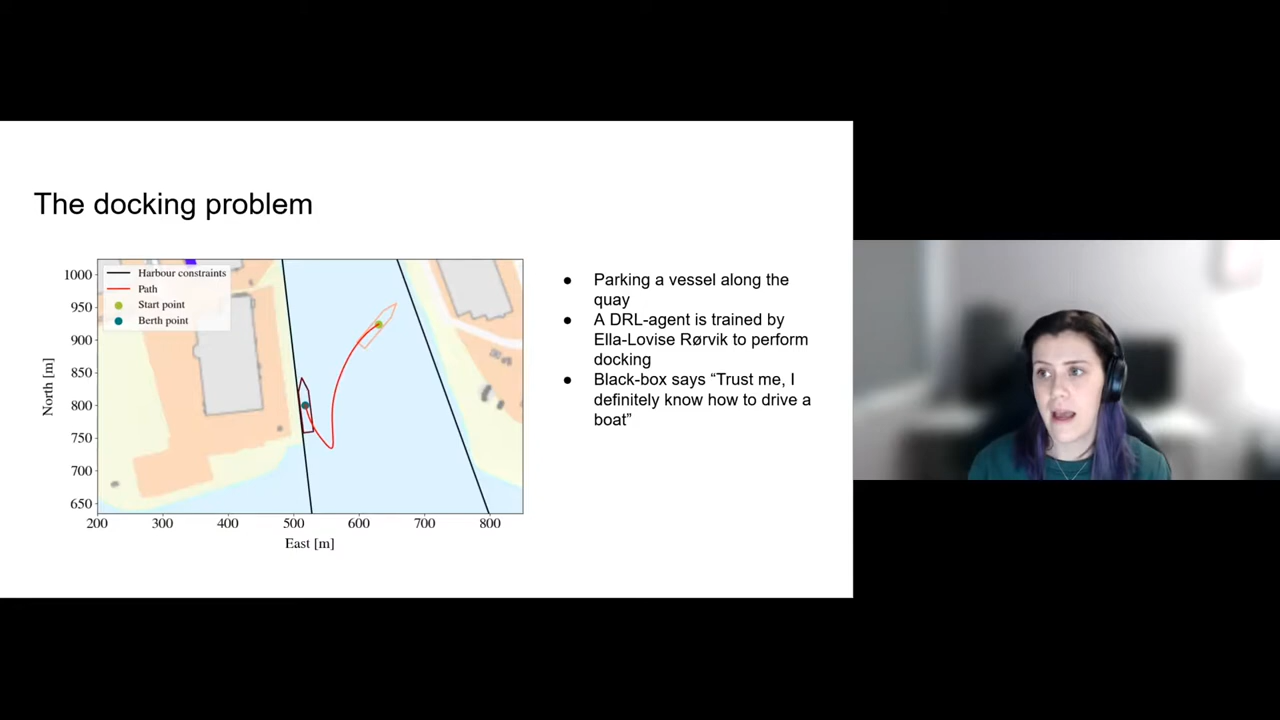 The docking problem
Harbour constraints
Path
Start point
Berth point
1000
950
900
850
800
750
700
650
North [m]
200 300 400 500 600 700 800
East [m]
● Parking a vessel along the
quay
● A DRL-agent is trained by
Ella-Lovise Rørvik to perform
docking
● Black-box says “Trust me, I
definitely know how to drive a
boat”